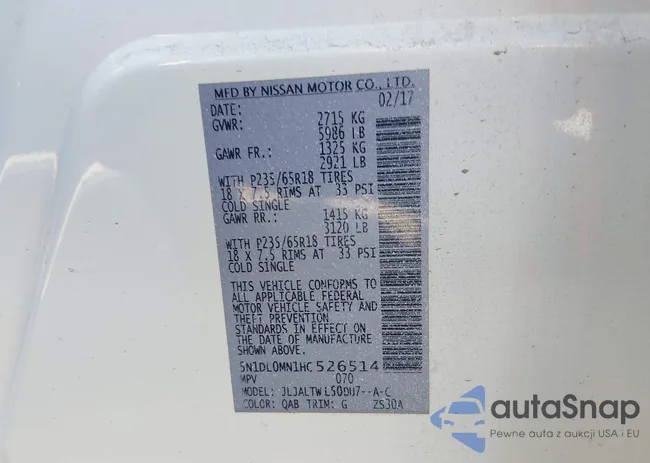 MFD BY NISSAN MOTOR CO., LTD.
DATE: 02/17
GVWR: 2715 KG
5986 LB
GAWR FR.: 1325 KG
2921 LB
WITH P235/65R18 TIRES
18 X 7.5 RIMS AT 33 PSI
COLD SINGLE
GAWR RR.: 1415 KG
3120 LB
WITH P235/65R18 TIRES
18 X 7.5 RIMS AT 33 PSI
COLD SINGLE
THIS VEHICLE CONFORMS TO
ALL APPLICABLE FEDERAL
MOTOR VEHICLE SAFETY AND
THEFT PREVENTION
STANDARDS IN EFFECT ON
THE DATE OF MANUFACTURE
SHOWN ABOVE.
5N1DL0MN1HC526514
MPV 070
MODEL: JLJALTW L50DU7--A-C
COLOR: QAB TRIM: G ZS30A
autaSnap
Pewne auta z aukcji USA i EU